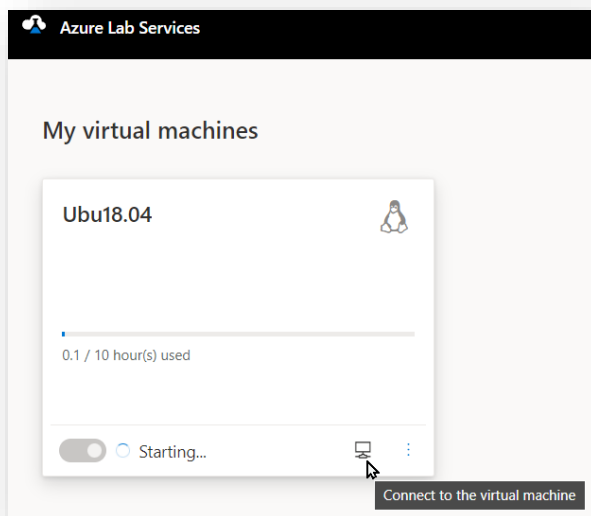 Azure Lab Services
My virtual machines
Ubu18.04
0.1 / 10 hour(s) used
Starting...
Connect to the virtual machine